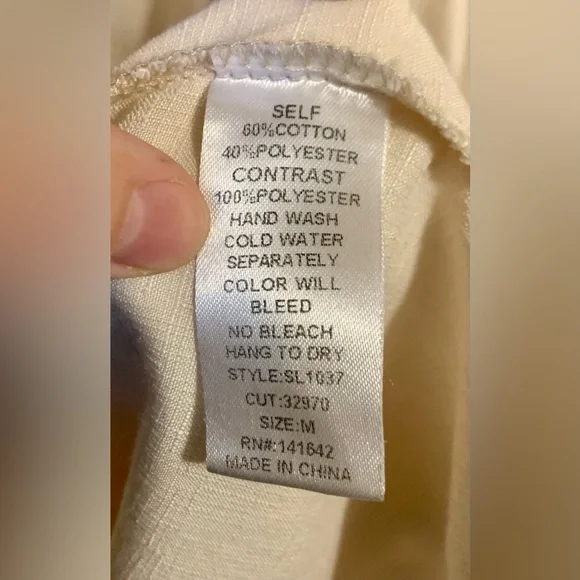 SELF
60%COTTON
40%POLYESTER
CONTRAST
100%POLYESTER
HAND WASH
COLD WATER
SEPARATELY
COLOR WILL
BLEED
NO BLEACH
HANG TO DRY
STYLE:SL1037
CUT:32970
SIZE:M
RN#:141642
MADE IN CHINA